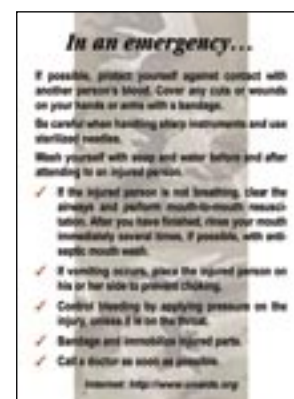 In an emergency…
If possible, protect yourself against contact with
another person's blood. Cover any cuts or wounds
on your hands or arms with a bandage.
Be careful when handling sharp instruments and use
sterilized needles.
Wash yourself with soap and water before and after
attending to an injured person.
✓ If the injured person is not breathing, clear the
airways and perform mouth-to-mouth resusci-
tation. After you have finished, rinse your mouth
immediately several times, if possible, with anti-
septic mouth wash.
✓ If vomiting occurs, place the injured person on
his or her side to prevent choking.
✓ Control bleeding by applying pressure on the
injury, unless it is on the throat.
✓ Bandage and immobilize injured parts.
✓ Call a doctor as soon as possible.
Internet: http://www.unaids.org